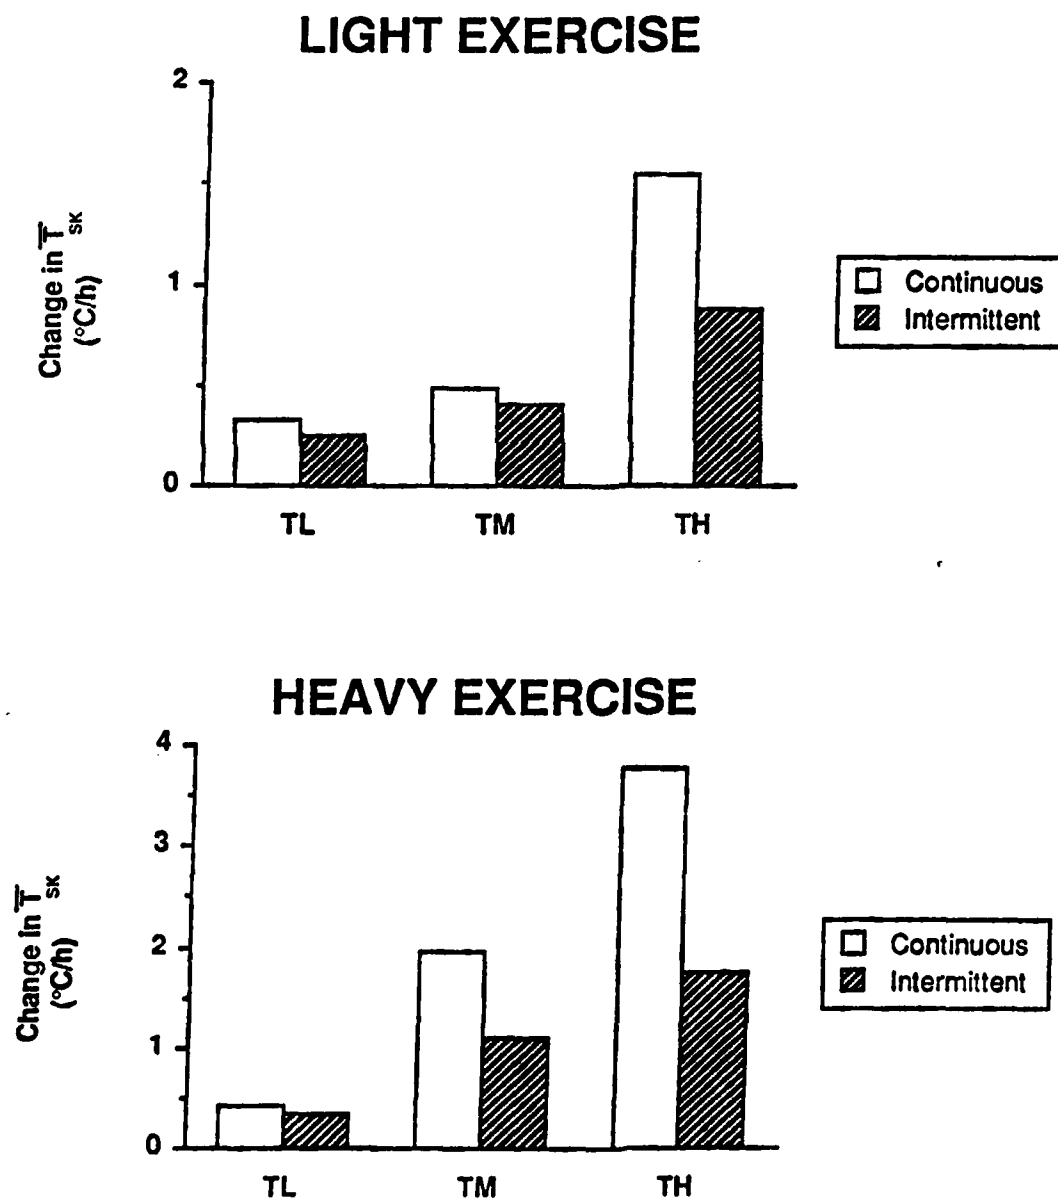 LIGHT EXERCISE
2
1
0
Change in T̅SK
(°C/h)
TL TM TH
Continuous
Intermittent
HEAVY EXERCISE
4
3
2
1
0
Change in T̅SK
(°C/h)
TL TM TH
Continuous
Intermittent